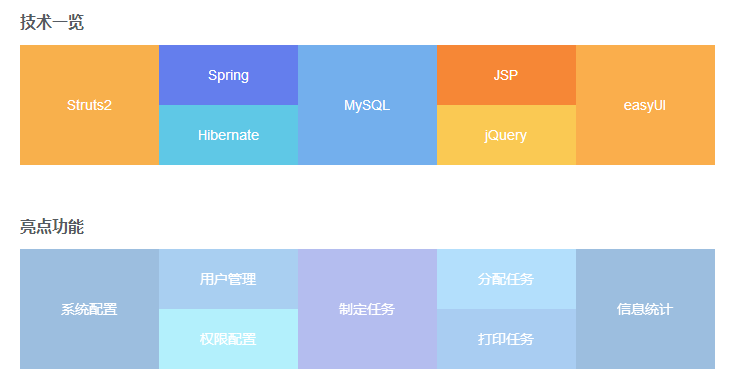 技术一览
Struts2
Spring
Hibernate
MySQL
JSP
jQuery
easyUI
亮点功能
系统配置
用户管理
权限配置
制定任务
分配任务
打印任务
信息统计